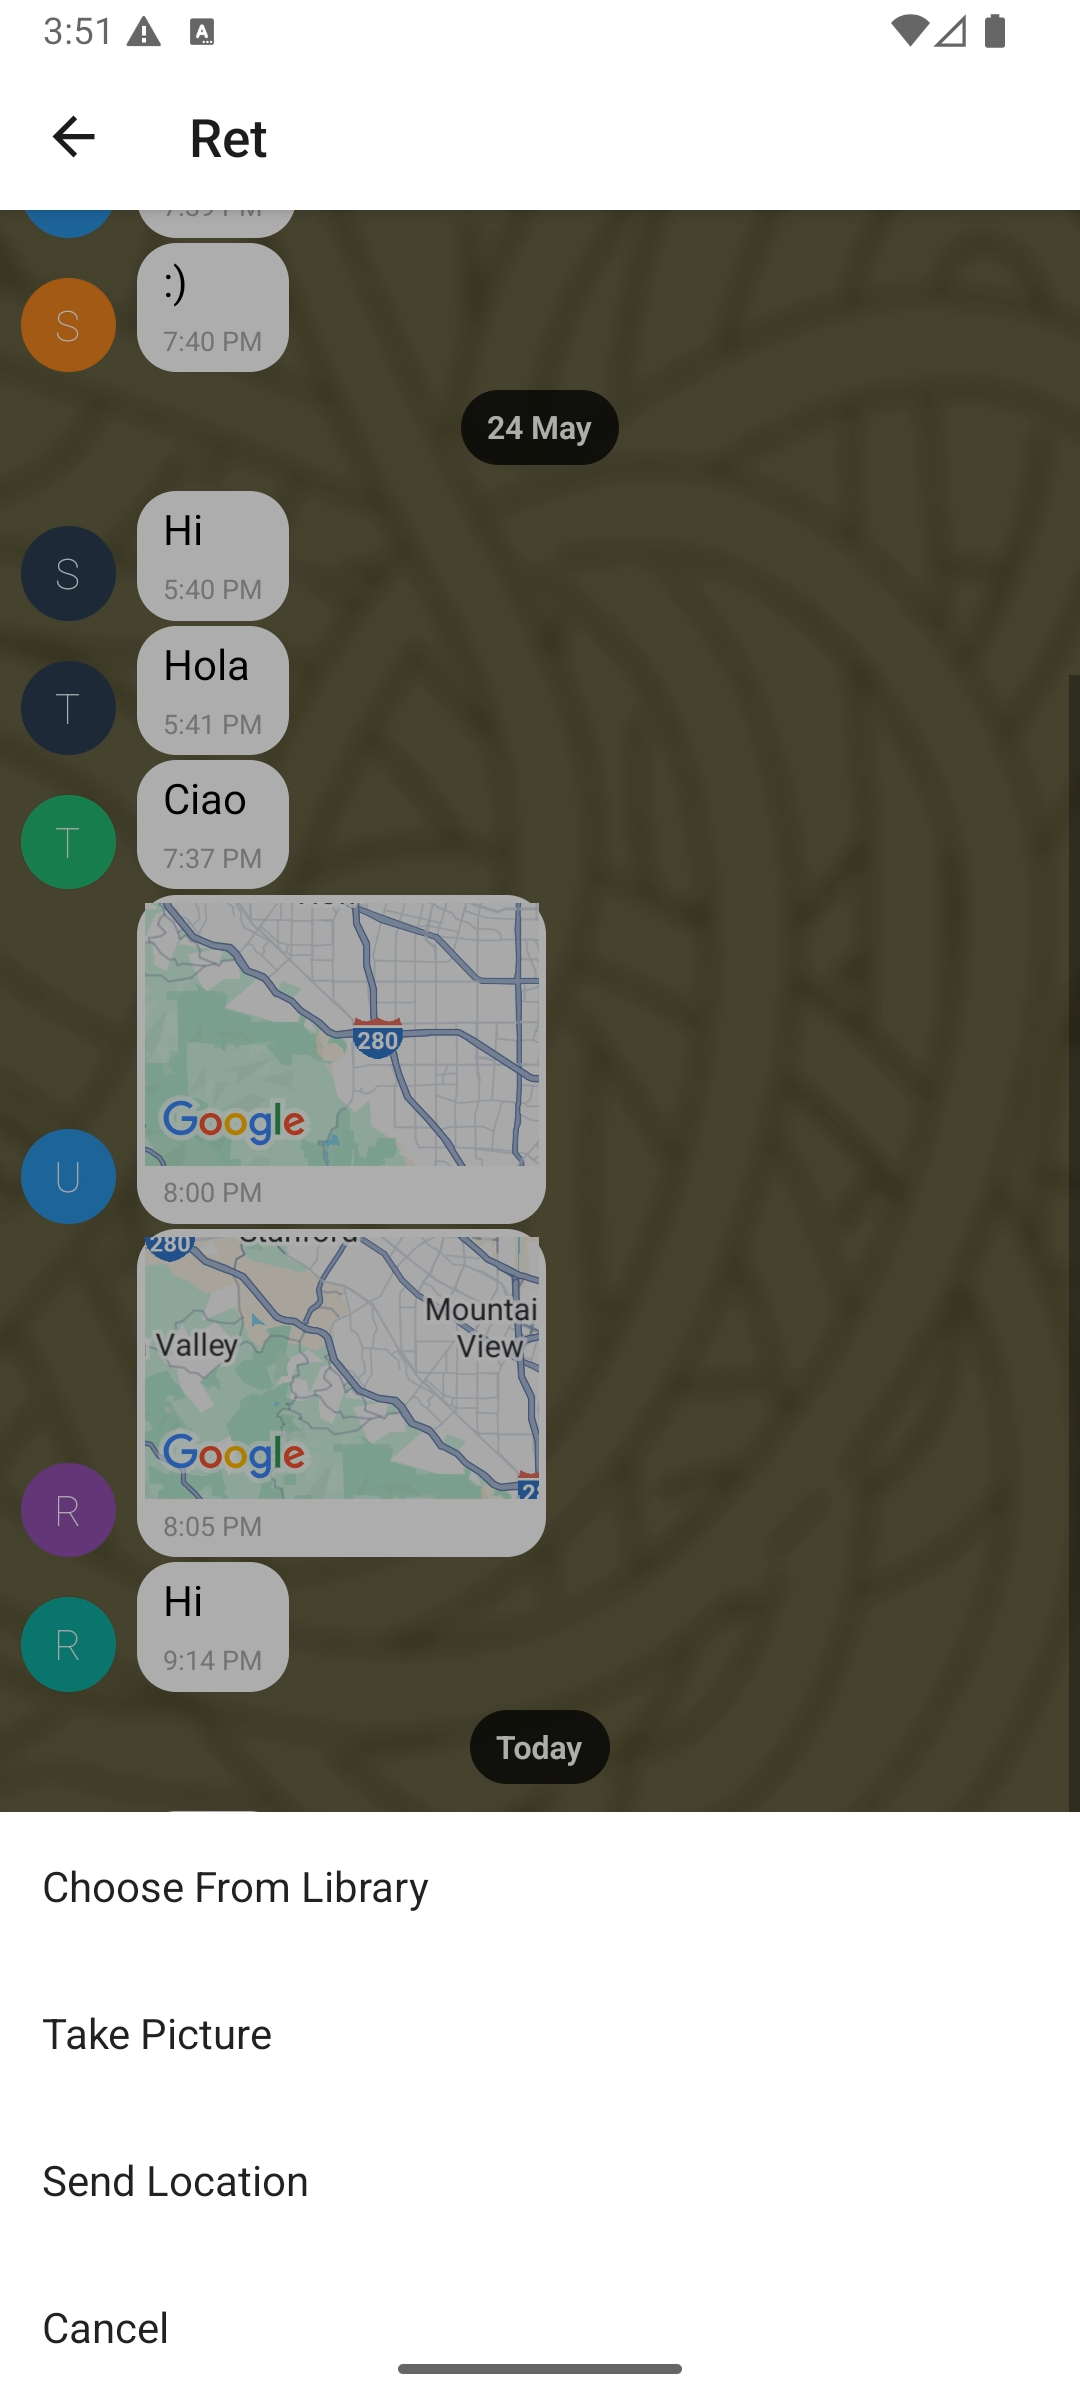 3:51
Ret
S
:)
7:40 PM
24 May
S
Hi
5:40 PM
T
Hola
5:41 PM
T
Ciao
7:37 PM
280
Google
U
8:00 PM
280
Stanford
Mountai
View
Valley
Google
R
8:05 PM
Hi
R
9:14 PM
Today
Choose From Library
Take Picture
Send Location
Cancel